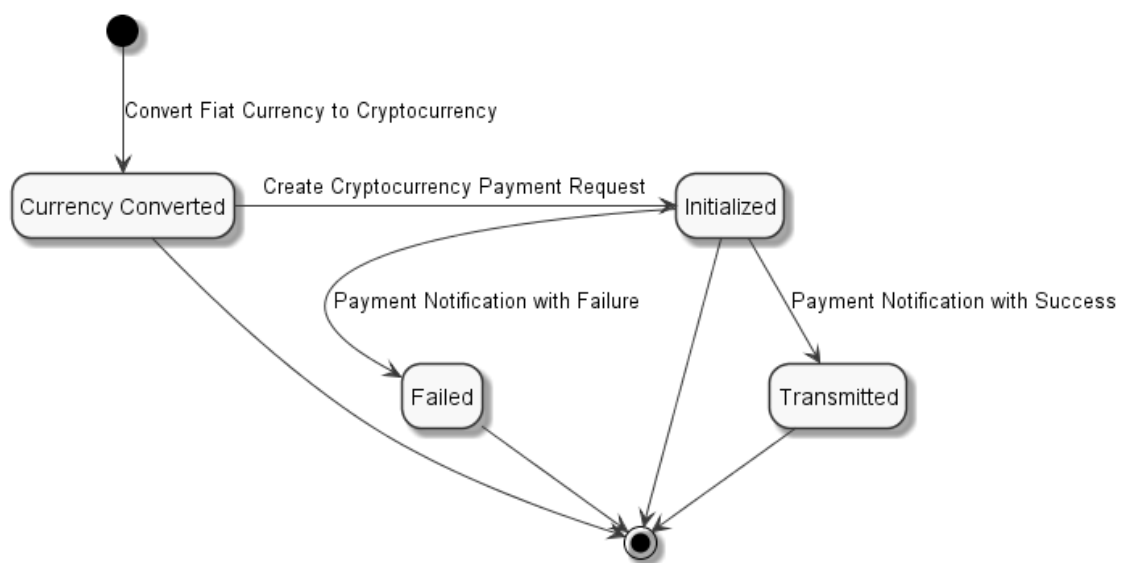 Convert Fiat Currency to Cryptocurrency
Currency Converted
Create Cryptocurrency Payment Request
Initialized
Payment Notification with Failure
Payment Notification with Success
Failed
Transmitted